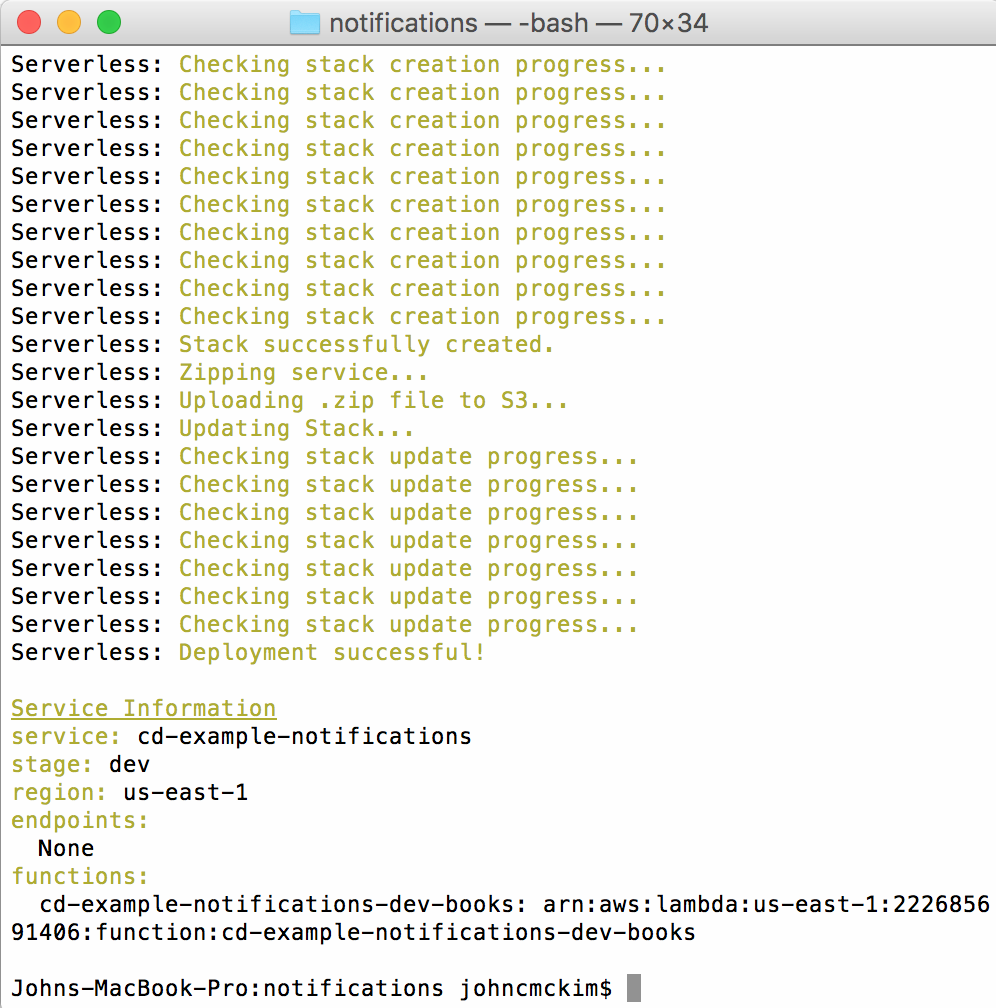 notifications — -bash — 70×34
Serverless: Checking stack creation progress...
Serverless: Checking stack creation progress...
Serverless: Checking stack creation progress...
Serverless: Checking stack creation progress...
Serverless: Checking stack creation progress...
Serverless: Checking stack creation progress...
Serverless: Checking stack creation progress...
Serverless: Checking stack creation progress...
Serverless: Checking stack creation progress...
Serverless: Checking stack creation progress...
Serverless: Stack successfully created.
Serverless: Zipping service...
Serverless: Uploading .zip file to S3...
Serverless: Updating Stack...
Serverless: Checking stack update progress...
Serverless: Checking stack update progress...
Serverless: Checking stack update progress...
Serverless: Checking stack update progress...
Serverless: Checking stack update progress...
Serverless: Checking stack update progress...
Serverless: Checking stack update progress...
Serverless: Deployment successful!
Service Information
service: cd-example-notifications
stage: dev
region: us-east-1
endpoints:
  None
functions:
  cd-example-notifications-dev-books: arn:aws:lambda:us-east-1:2226856
91406:function:cd-example-notifications-dev-books
Johns-MacBook-Pro:notifications johncmckim$